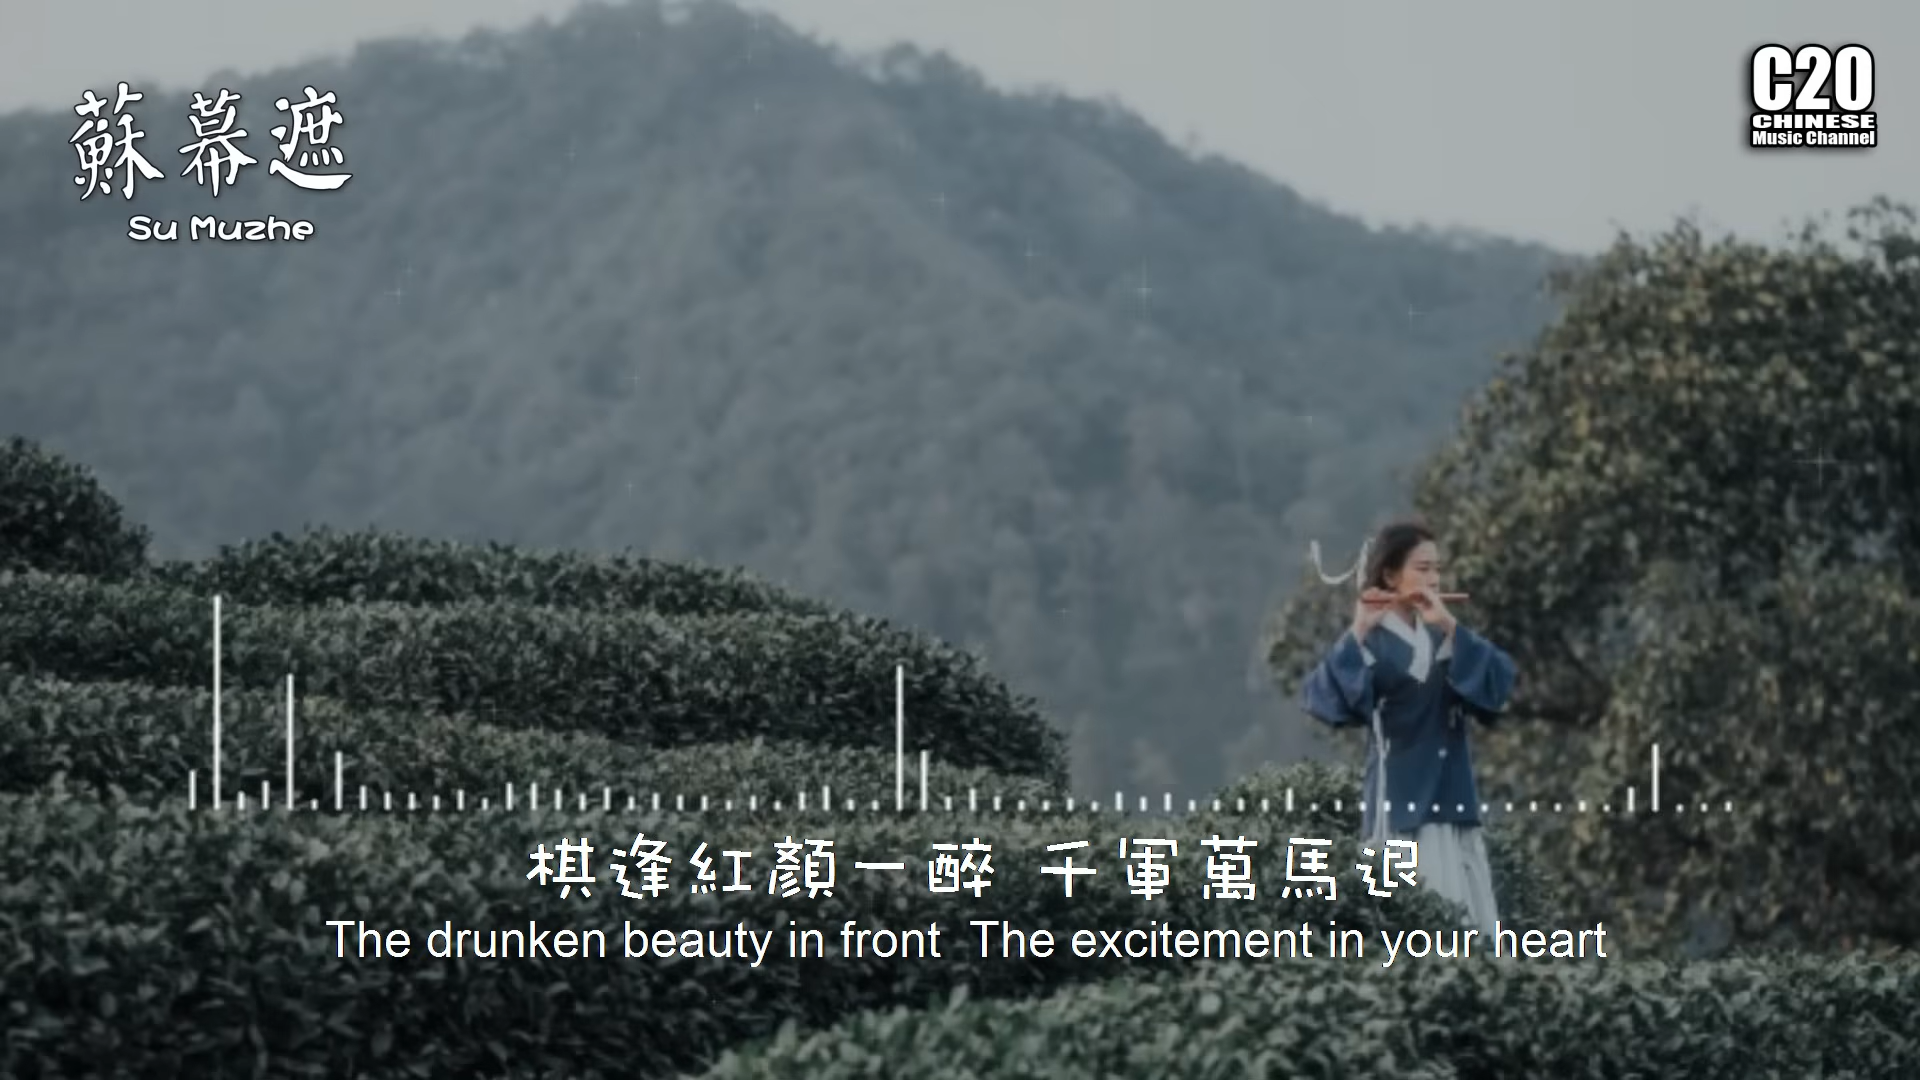 蘇幕遮
Su Muzhe
C2O
CHINESE
Music Channel
棋逢紅顏一醉 千軍萬馬退
The drunken beauty in front  The excitement in your heart